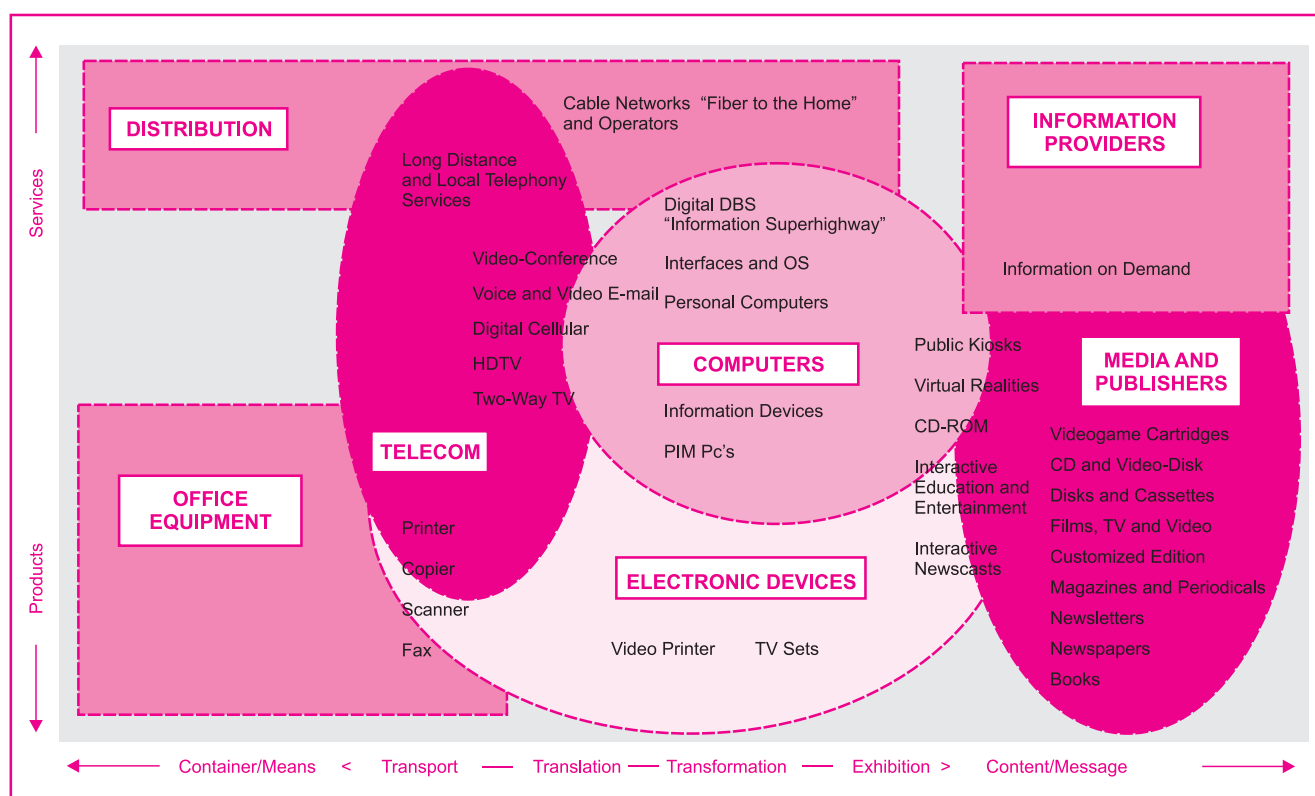 Services
Products
DISTRIBUTION
Cable Networks “Fiber to the Home”
and Operators
Long Distance
and Local Telephony
Services
INFORMATION
PROVIDERS
Information on Demand
Digital DBS
“Information Superhighway”
Interfaces and OS
Personal Computers
COMPUTERS
Information Devices
PIM Pc’s
Video-Conference
Voice and Video E-mail
Digital Cellular
HDTV
Two-Way TV
TELECOM
OFFICE
EQUIPMENT
Printer
Copier
Scanner
Fax
ELECTRONIC DEVICES
Video Printer
TV Sets
Public Kiosks
Virtual Realities
CD-ROM
Interactive
Education and
Entertainment
Interactive
Newscasts
MEDIA AND
PUBLISHERS
Videogame Cartridges
CD and Video-Disk
Disks and Cassettes
Films, TV and Video
Customized Edition
Magazines and Periodicals
Newsletters
Newspapers
Books
Container/Means < Transport — Translation — Transformation — Exhibition > Content/Message